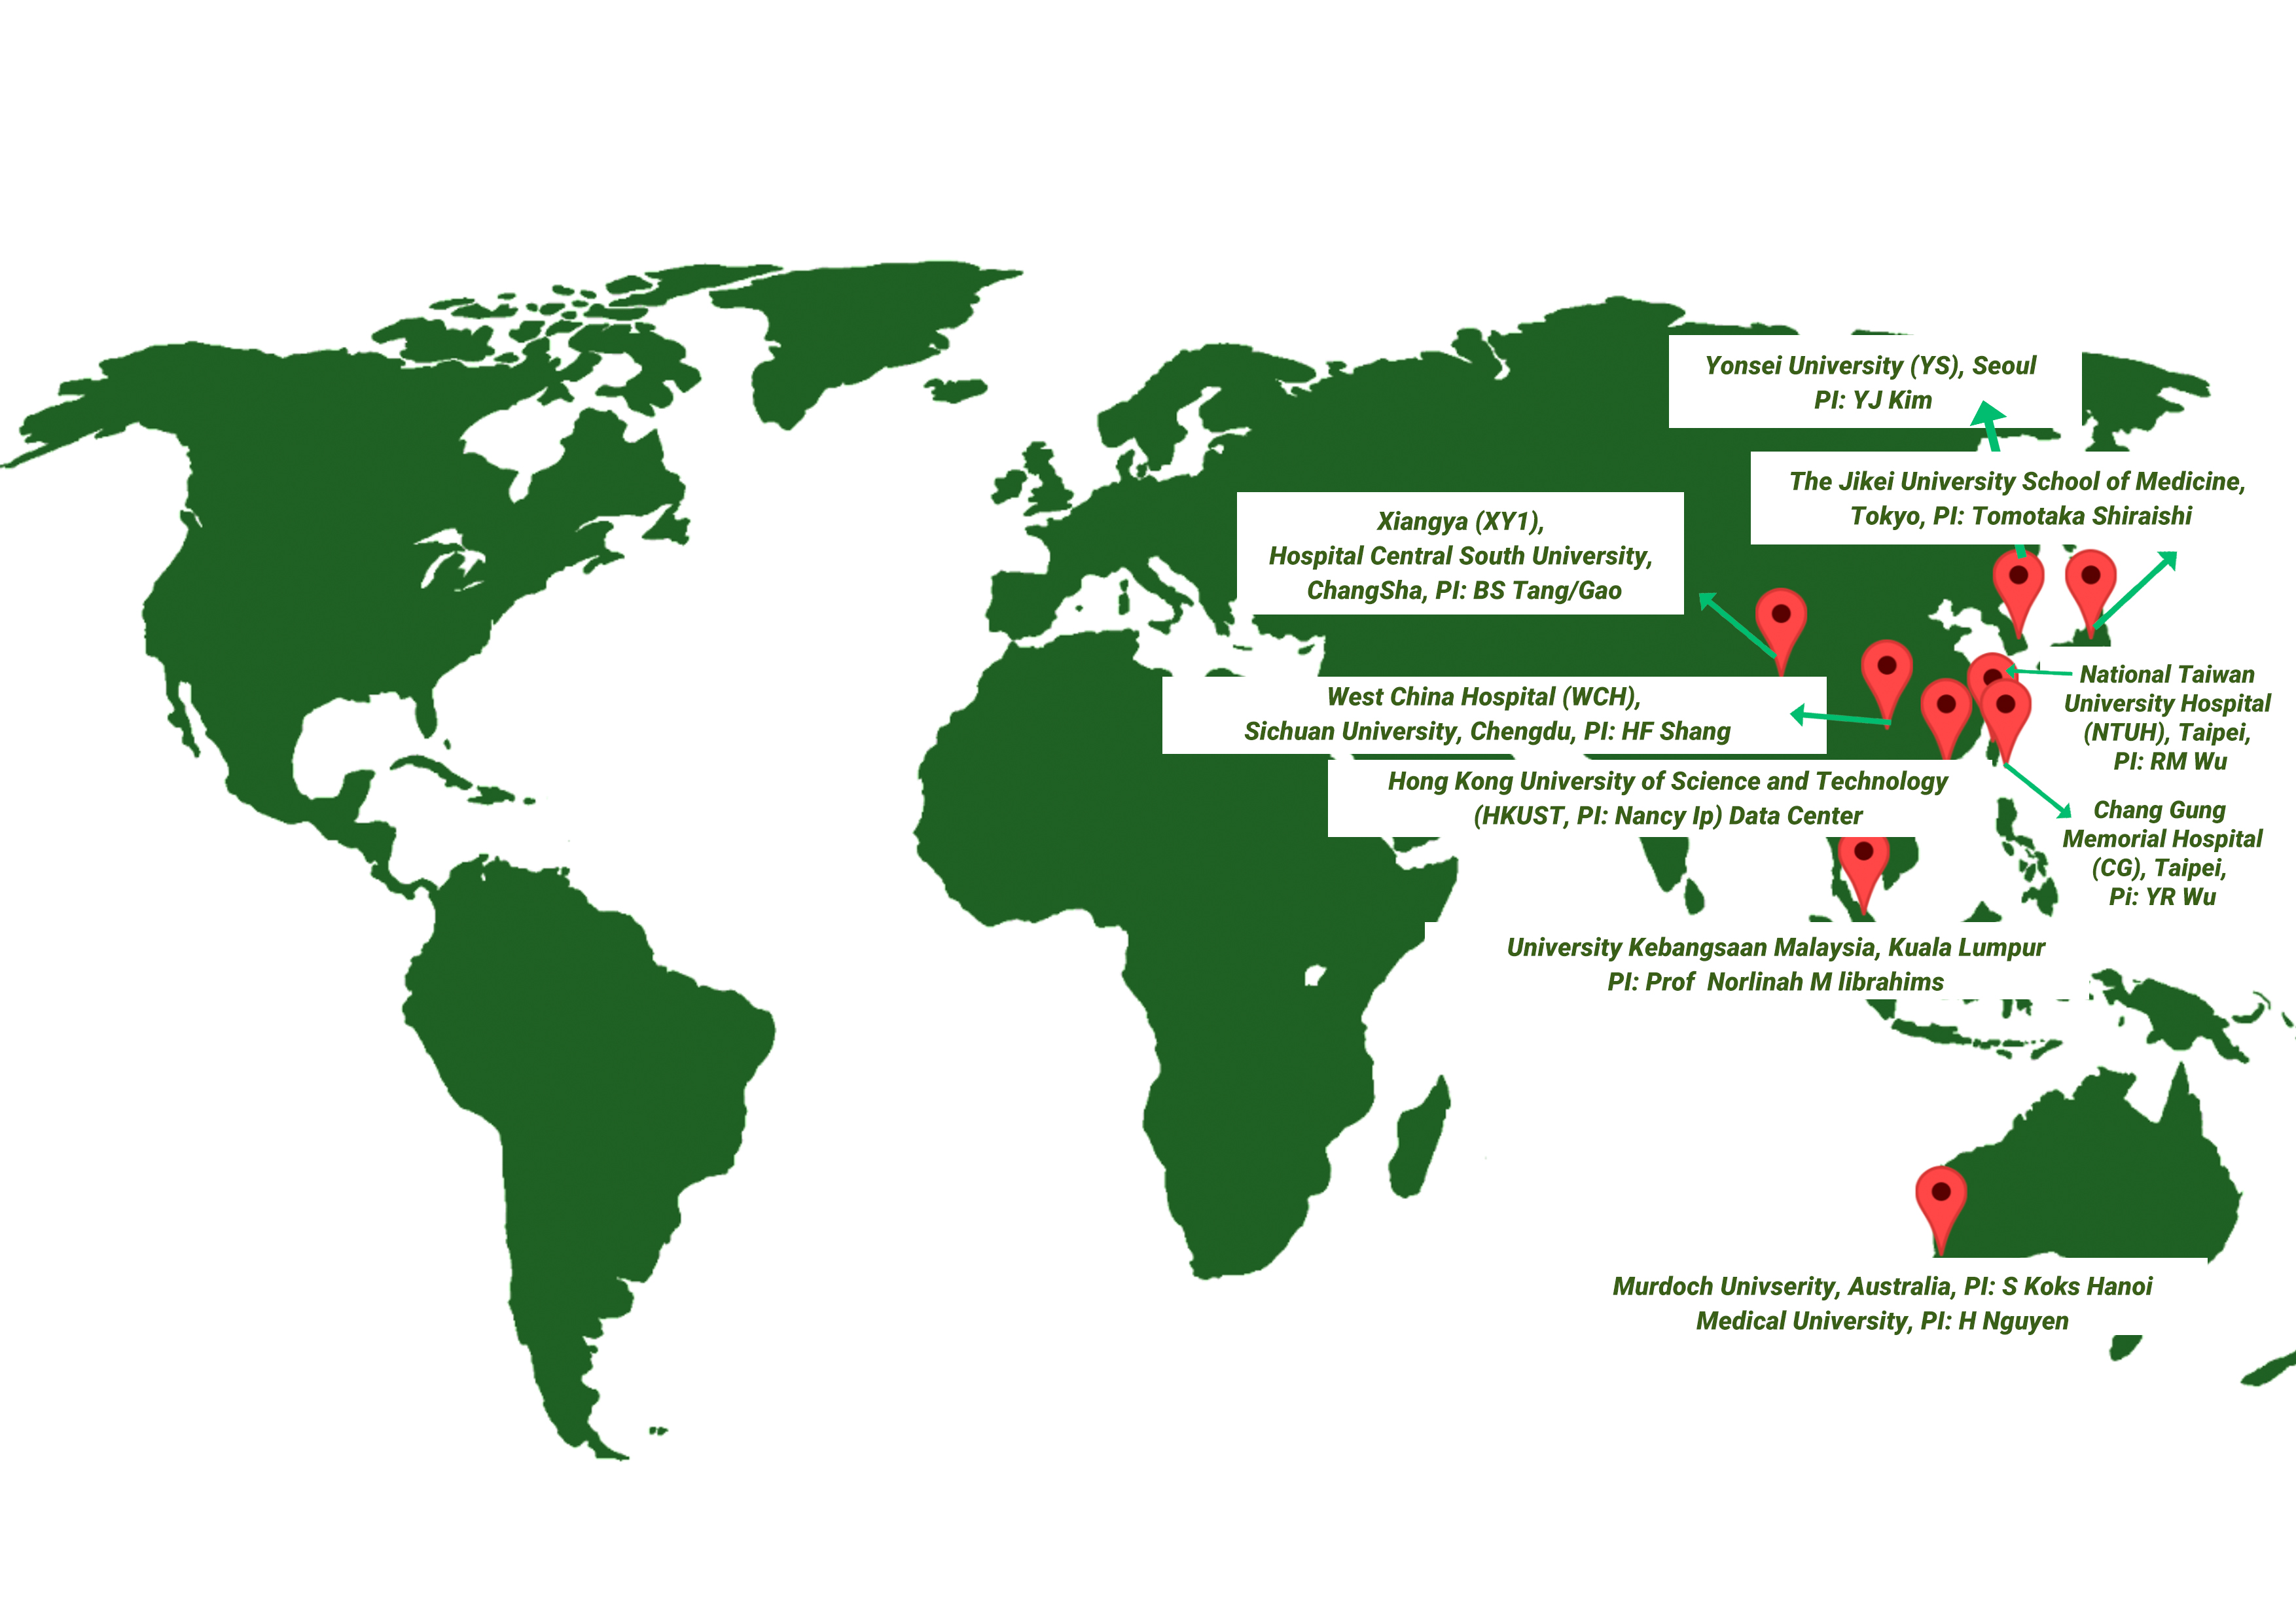 Yonsei University (YS), Seoul
PI: YJ Kim
The Jikei University School of Medicine,
Tokyo, PI: Tomotaka Shiraishi
Xiangya (XY1),
Hospital Central South University,
ChangSha, PI: BS Tang/Gao
West China Hospital (WCH),
Sichuan University, Chengdu, PI: HF Shang
National Taiwan
University Hospital
(NTUH), Taipei,
PI: RM Wu
Hong Kong University of Science and Technology
(HKUST, PI: Nancy Ip) Data Center
Chang Gung
Memorial Hospital
(CG), Taipei,
Pi: YR Wu
University Kebangsaan Malaysia, Kuala Lumpur
PI: Prof  Norlinah M librahims
Murdoch Univserity, Australia, PI: S Koks Hanoi
Medical University, PI: H Nguyen